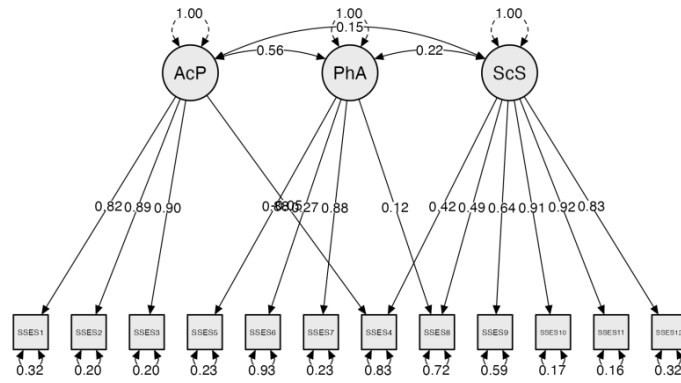 1.00 1.00 1.00
0.15
0.56 0.22
AcP PhA ScS
0.82 0.89 0.90 0.27 0.88 0.12 0.42 0.49 0.64 0.91 0.92 0.83
SSES1 SSES2 SSES3 SSES5 SSES6 SSES7 SSES4 SSES8 SSES9 SSES10 SSES11 SSES12
0.32 0.20 0.20 0.23 0.93 0.23 0.83 0.72 0.59 0.17 0.16 0.32